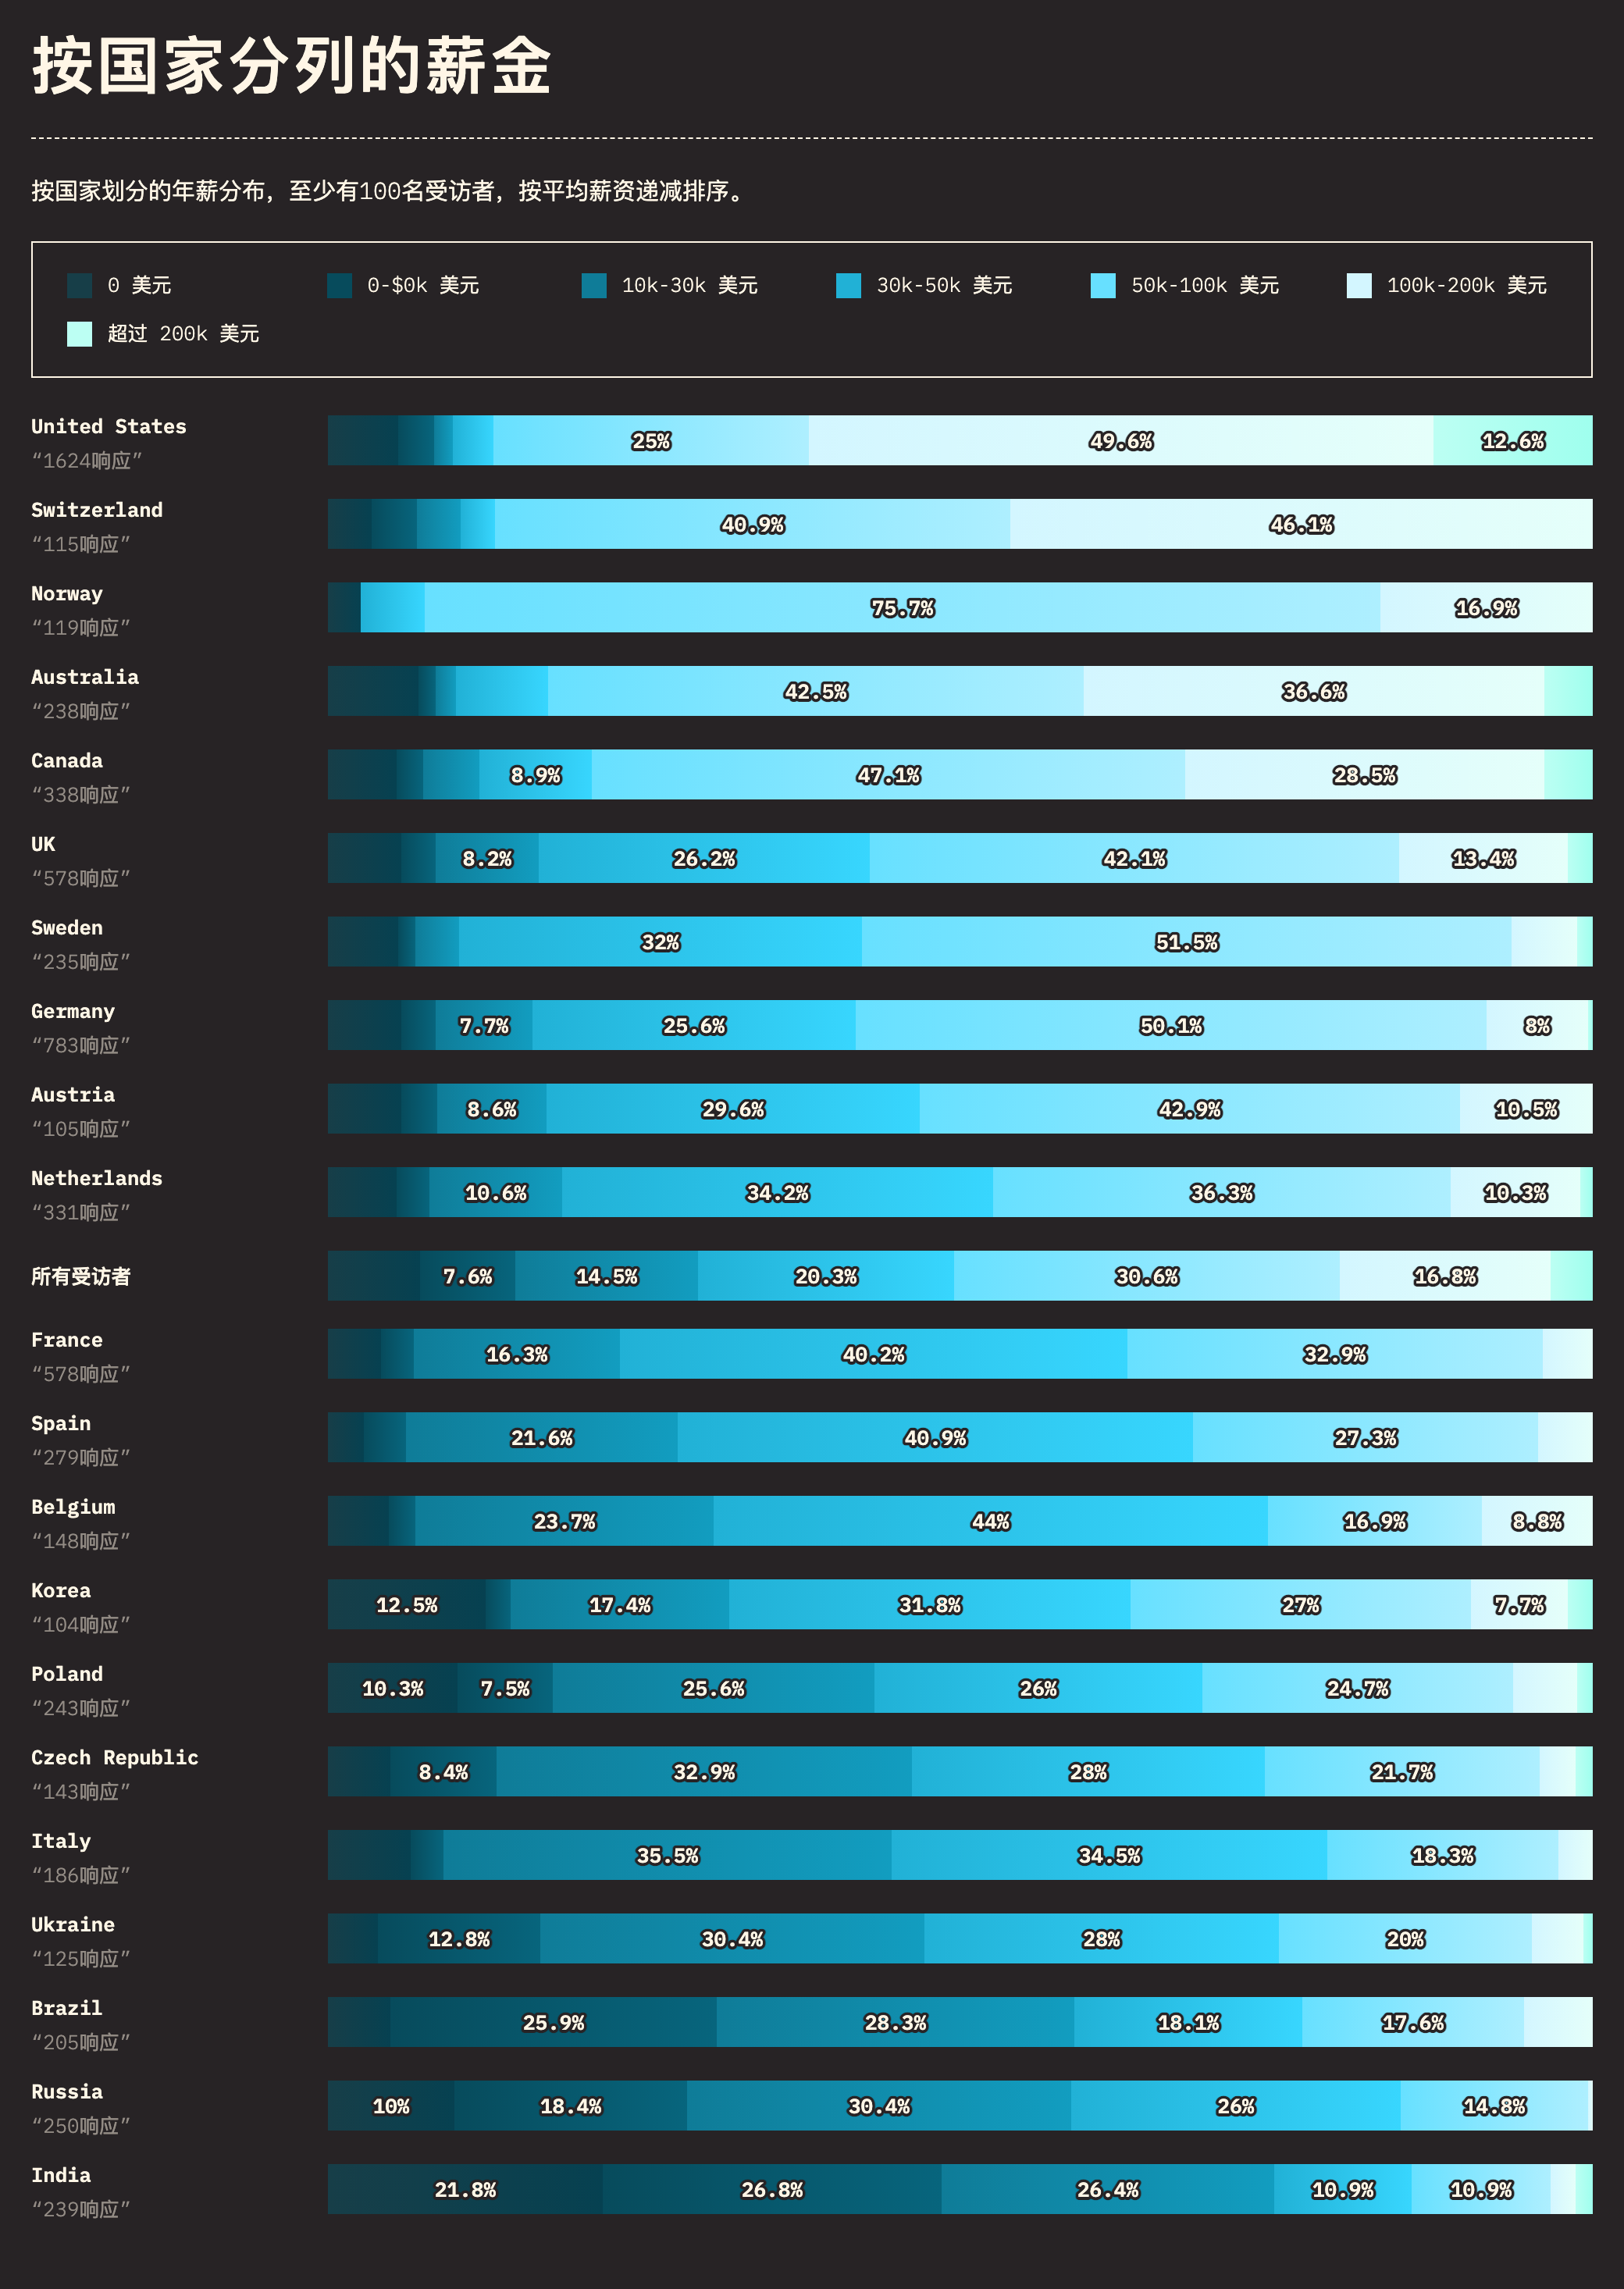 按国家分列的薪金
按国家划分的年薪分布，至少有100名受访者，按平均薪资递减排序。
0 美元 0-$0k 美元 10k-30k 美元 30k-50k 美元 50k-100k 美元 100k-200k 美元
超过 200k 美元
United States
“1624响应”
25% 49.6% 12.6%
Switzerland
“115响应”
40.9% 46.1%
Norway
“119响应”
75.7% 16.9%
Australia
“238响应”
42.5% 36.6%
Canada
“338响应”
8.9% 47.1% 28.5%
UK
“578响应”
8.2% 26.2% 42.1% 13.4%
Sweden
“235响应”
32% 51.5%
Germany
“783响应”
7.7% 25.6% 50.1% 8%
Austria
“105响应”
8.6% 29.6% 42.9% 10.5%
Netherlands
“331响应”
10.6% 34.2% 36.3% 10.3%
所有受访者
7.6% 14.5% 20.3% 30.6% 16.8%
France
“578响应”
16.3% 40.2% 32.9%
Spain
“279响应”
21.6% 40.9% 27.3%
Belgium
“148响应”
23.7% 44% 16.9% 8.8%
Korea
“104响应”
12.5% 17.4% 31.8% 27% 7.7%
Poland
“243响应”
10.3% 7.5% 25.6% 26% 24.7%
Czech Republic
“143响应”
8.4% 32.9% 28% 21.7%
Italy
“186响应”
35.5% 34.5% 18.3%
Ukraine
“125响应”
12.8% 30.4% 28% 20%
Brazil
“205响应”
25.9% 28.3% 18.1% 17.6%
Russia
“250响应”
10% 18.4% 30.4% 26% 14.8%
India
“239响应”
21.8% 26.8% 26.4% 10.9% 10.9%